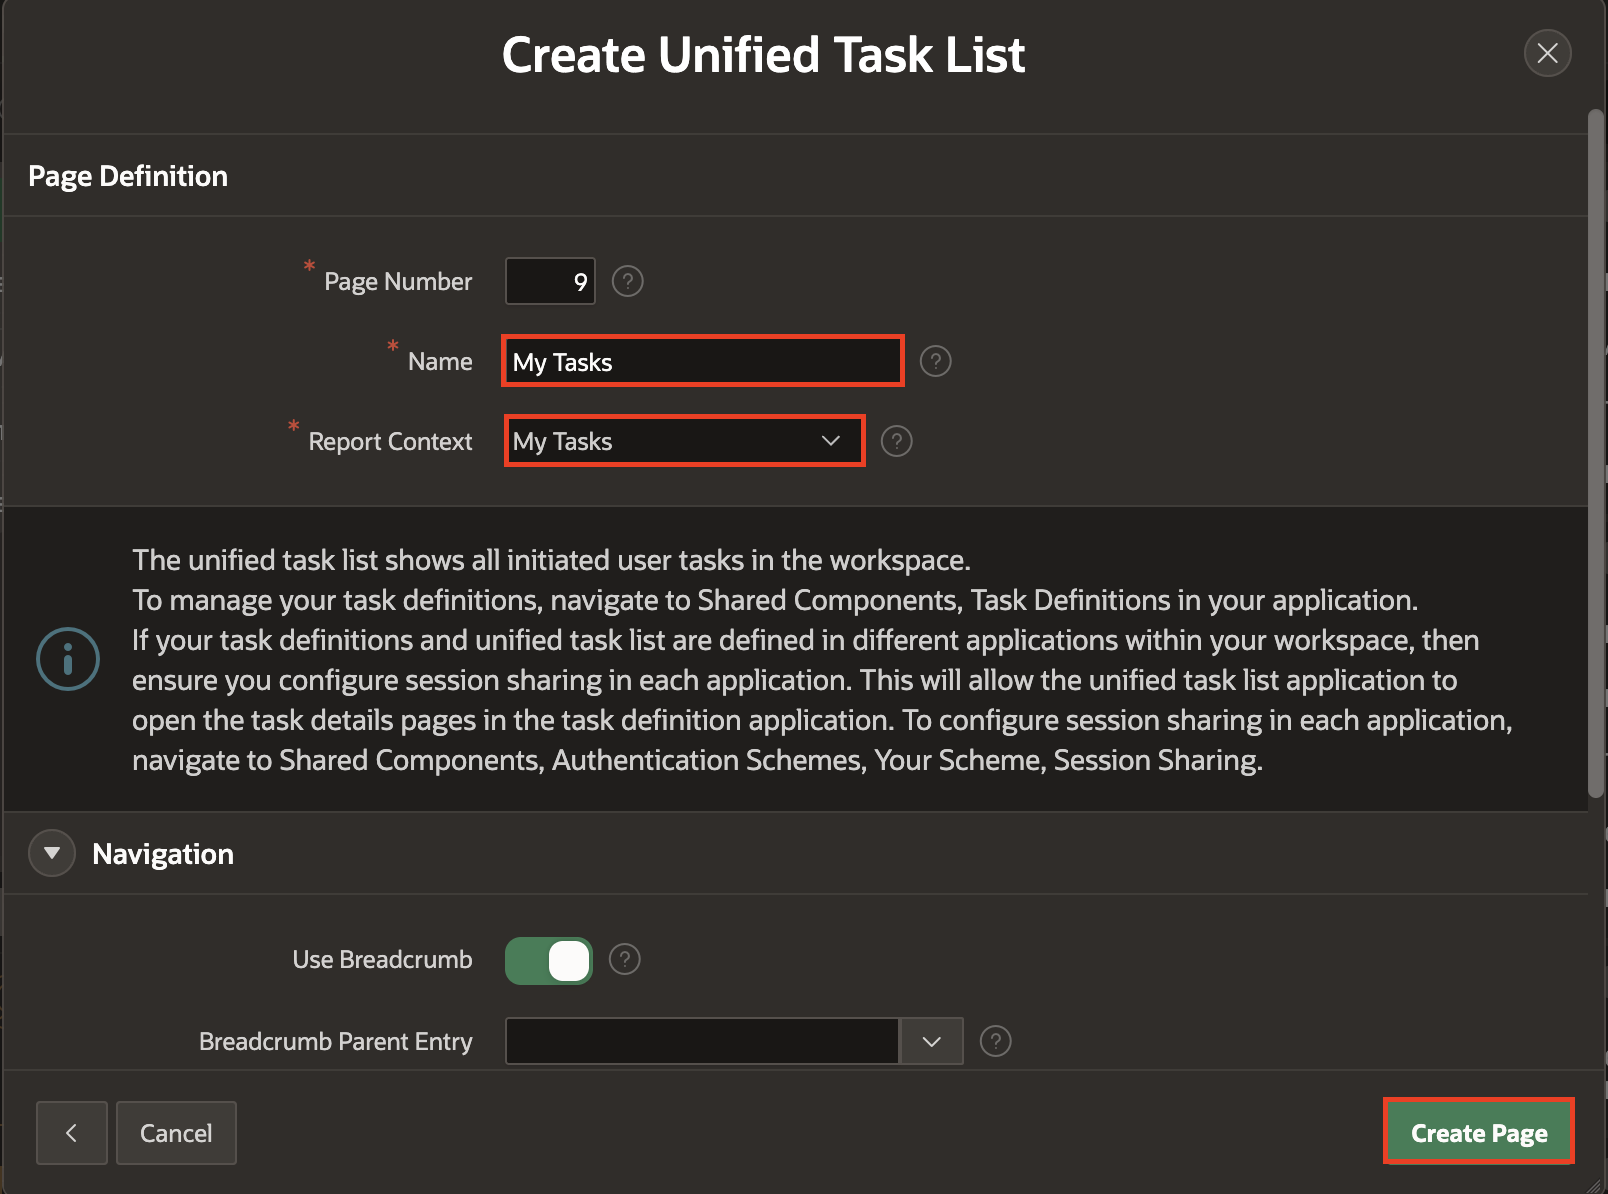 Create Unified Task List
Page Definition
* Page Number 9 ?
* Name My Tasks ?
* Report Context My Tasks ?
The unified task list shows all initiated user tasks in the workspace.
To manage your task definitions, navigate to Shared Components, Task Definitions in your application.
If your task definitions and unified task list are defined in different applications within your workspace, then
ensure you configure session sharing in each application. This will allow the unified task list application to
open the task details pages in the task definition application. To configure session sharing in each application,
navigate to Shared Components, Authentication Schemes, Your Scheme, Session Sharing.
Navigation
Use Breadcrumb ?
Breadcrumb Parent Entry ?
Cancel
Create Page